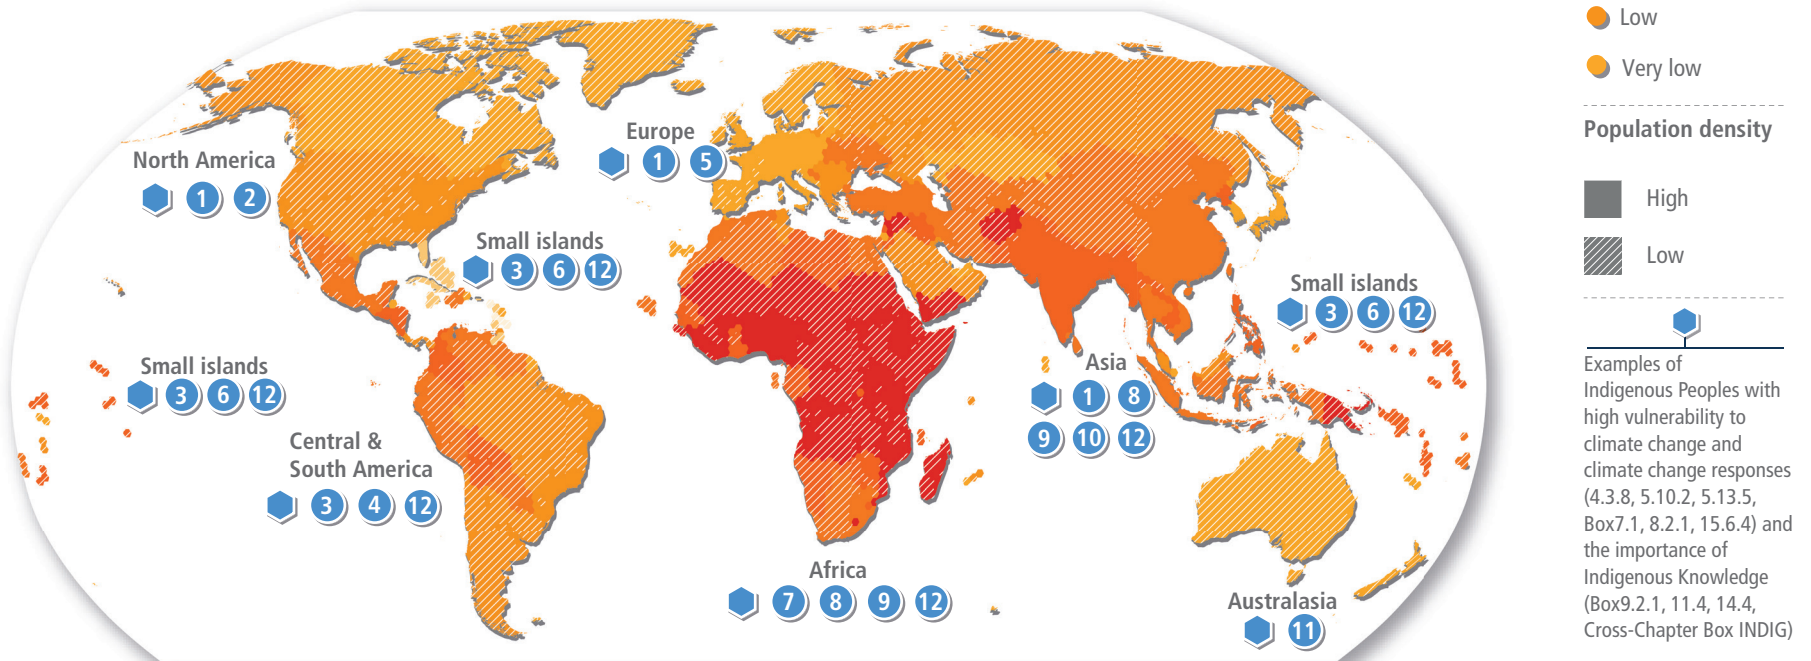 Low
Very low
Population density
High
Low
Examples of
Indigenous Peoples with
high vulnerability to
climate change and
climate change responses
(4.3.8, 5.10.2, 5.13.5,
Box7.1, 8.2.1, 15.6.4) and
the importance of
Indigenous Knowledge
(Box9.2.1, 11.4, 14.4,
Cross-Chapter Box INDIG)
North America
1 2
Europe
1 5
Small islands
3 6 12
Small islands
3 6 12
Small islands
3 6 12
Asia
1 8
9 10 12
Central &
South America
3 4 12
Africa
7 8 9 12
Australasia
11